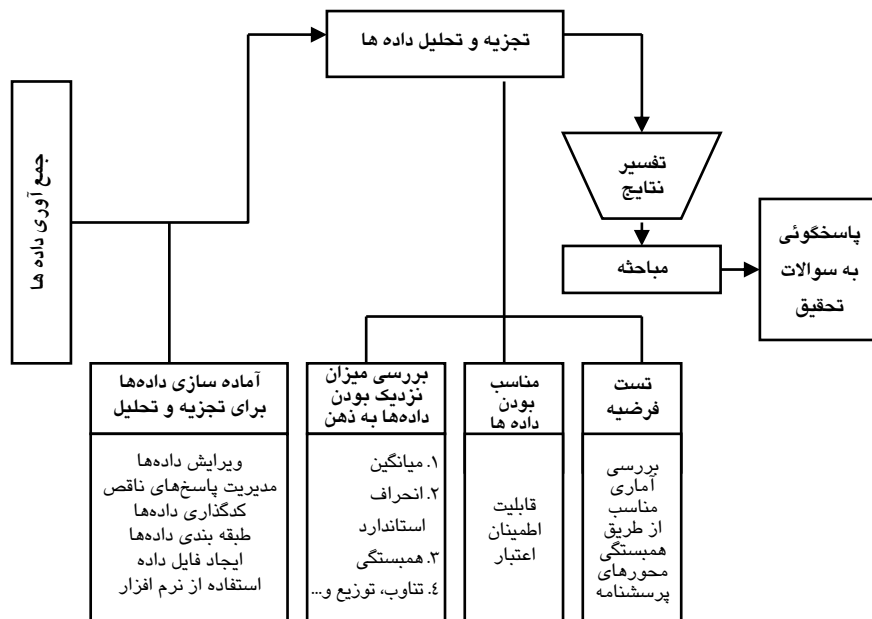 تجزیه و تحلیل داده ها
جمع آوری داده ها
تفسیر
نتایج
مباحثه
پاسخگوئی
به سوالات
تحقیق
آماده سازی داده‌ها
برای تجزیه و تحلیل
ویرایش داده‌ها
مدیریت پاسخ‌های ناقص
کدگذاری داده‌ها
طبقه بندی داده‌ها
ایجاد فایل داده
استفاده از نرم افزار
بررسی میزان
نزدیک بودن
داده‌ها به ذهن
۱. میانگین
۲. انحراف
استاندارد
۳. همبستگی
۴. تناوب، توزیع و...
مناسب
بودن
داده ها
قابلیت
اطمینان
اعتبار
تست
فرضیه
بررسی
آماری
مناسب
از طریق
همبستگی
محورهای
پرسشنامه